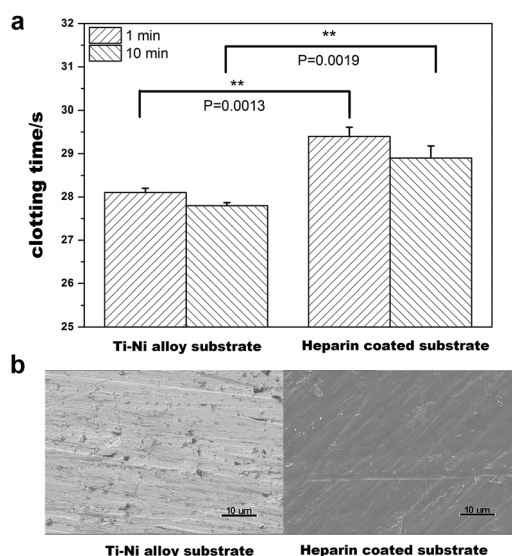 a
32
31
30
29
28
27
26
25
clotting time/s
1 min
10 min
**
P=0.0019
**
P=0.0013
Ti-Ni alloy substrate
Heparin coated substrate
b
10 um
10 um
Ti-Ni alloy substrate
Heparin coated substrate